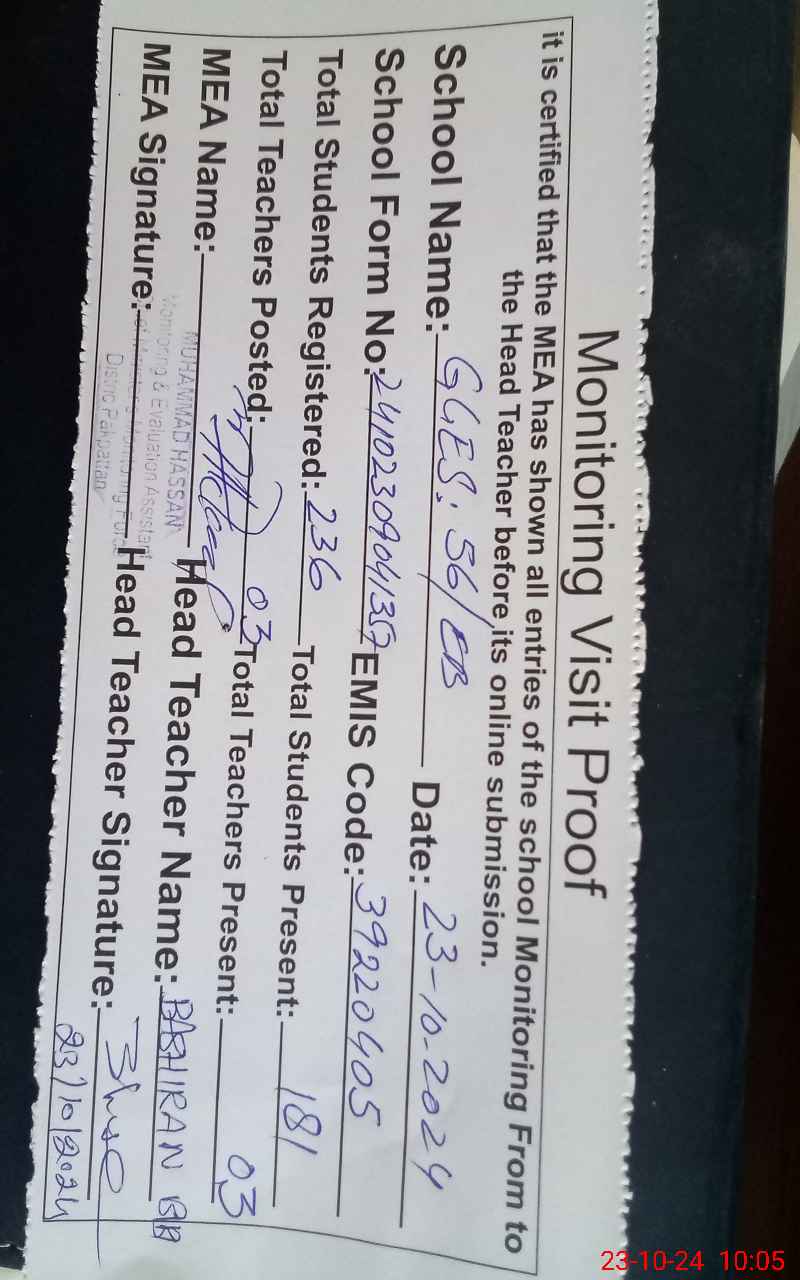 Monitoring Visit Proof
it is certified that the MEA has shown all entries of the school Monitoring From to
the Head Teacher before its online submission.
School Name: GGES: 56/EB Date: 23-10-2024
School Form No: EMIS Code: 39220405
Total Students Registered: 236 Total Students Present: 181
Total Teachers Posted: 03 Total Teachers Present: 03
MEA Name: Head Teacher Name: BASHIRAN BB
MUHAMMAD HASSAN
Monitoring & Evaluation Assistant
MEA Signature: Head Teacher Signature:
District Pakpattan
23/10/2024
23-10-24 10:05